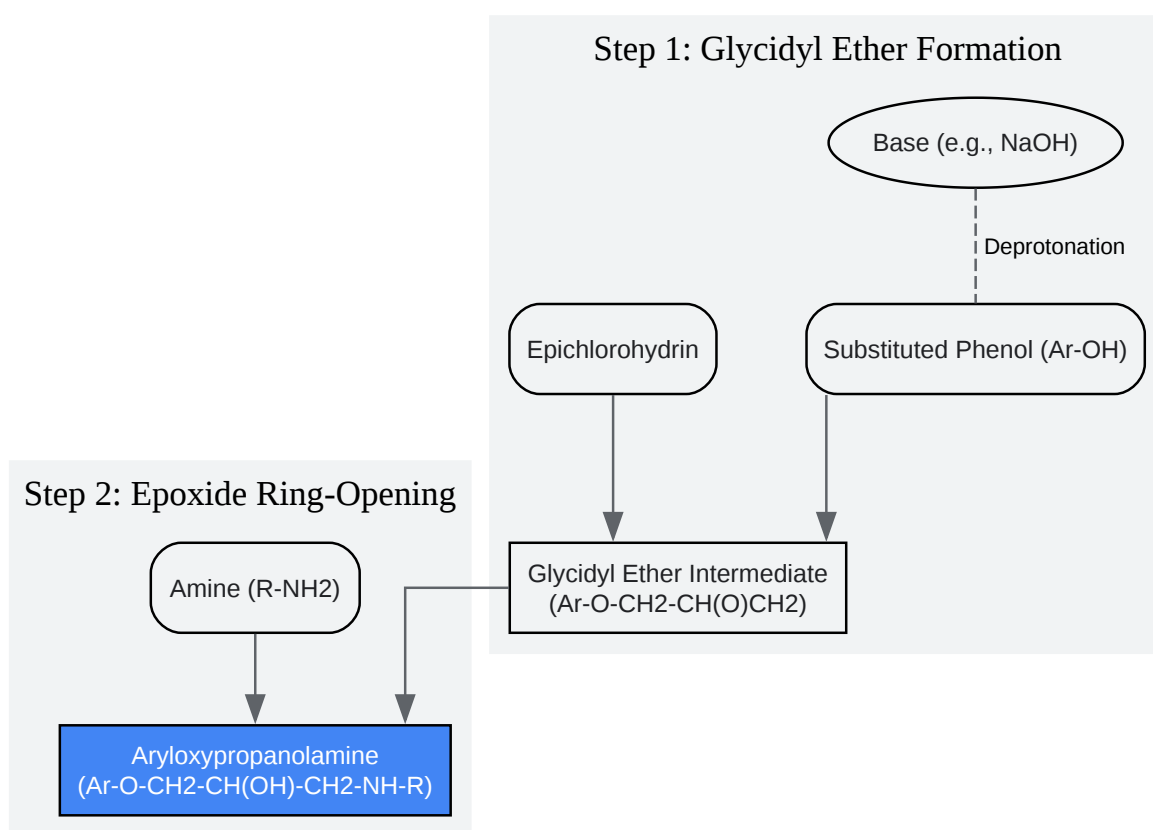 Step 1: Glycidyl Ether Formation
Base (e.g., NaOH)
Deprotonation
Epichlorohydrin
Substituted Phenol (Ar-OH)
Glycidyl Ether Intermediate
(Ar-O-CH2-CH(O)CH2)
Step 2: Epoxide Ring-Opening
Amine (R-NH2)
Aryloxypropanolamine
(Ar-O-CH2-CH(OH)-CH2-NH-R)